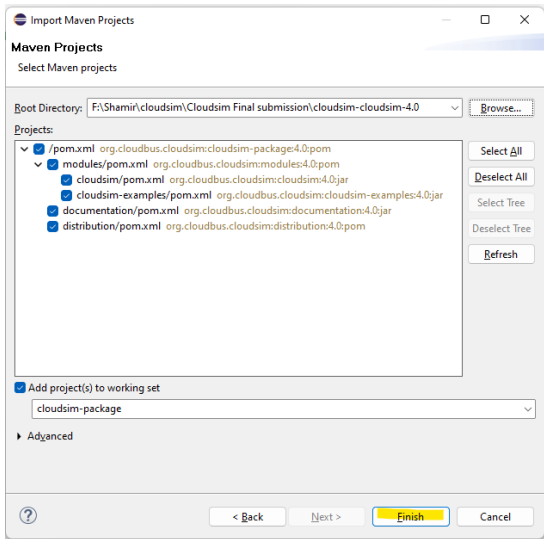 Import Maven Projects
Maven Projects
Select Maven projects
Root Directory: F:\Shamir\cloudsim\Cloudsim Final submission\cloudsim-cloudsim-4.0 Browse...
Projects:
/pom.xml org.cloudbus.cloudsim:cloudsim-package:4.0:pom
modules/pom.xml org.cloudbus.cloudsim:modules:4.0:pom
cloudsim/pom.xml org.cloudbus.cloudsim:cloudsim:4.0:jar
cloudsim-examples/pom.xml org.cloudbus.cloudsim:cloudsim-examples:4.0:jar
documentation/pom.xml org.cloudbus.cloudsim:documentation:4.0:jar
distribution/pom.xml org.cloudbus.cloudsim:distribution:4.0:pom
Select All
Deselect All
Select Tree
Deselect Tree
Refresh
Add project(s) to working set
cloudsim-package
Advanced
? < Back Next > Finish Cancel